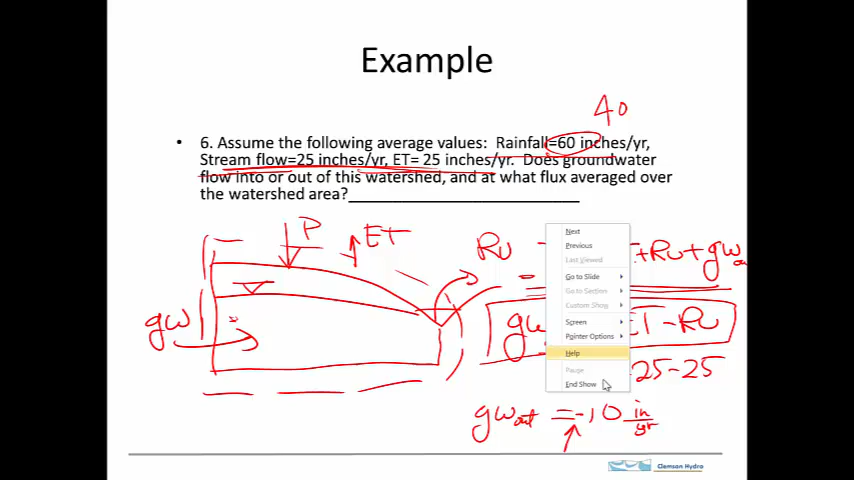 Example
40
• 6. Assume the following average values: Rainfall=60 inches/yr,
Stream flow=25 inches/yr, ET= 25 inches/yr. Does groundwater
flow into or out of this watershed, and at what flux averaged over
the watershed area?
P
ET
Ro
+Ro+gw
gw
gw
ET-Ro
25-25
gw out = -10 in/yr
Next
Previous
Last Viewed
Go to Slide
Go to Section
Custom Show
Screen
Pointer Options
Help
Pause
End Show
Clemson Hydro